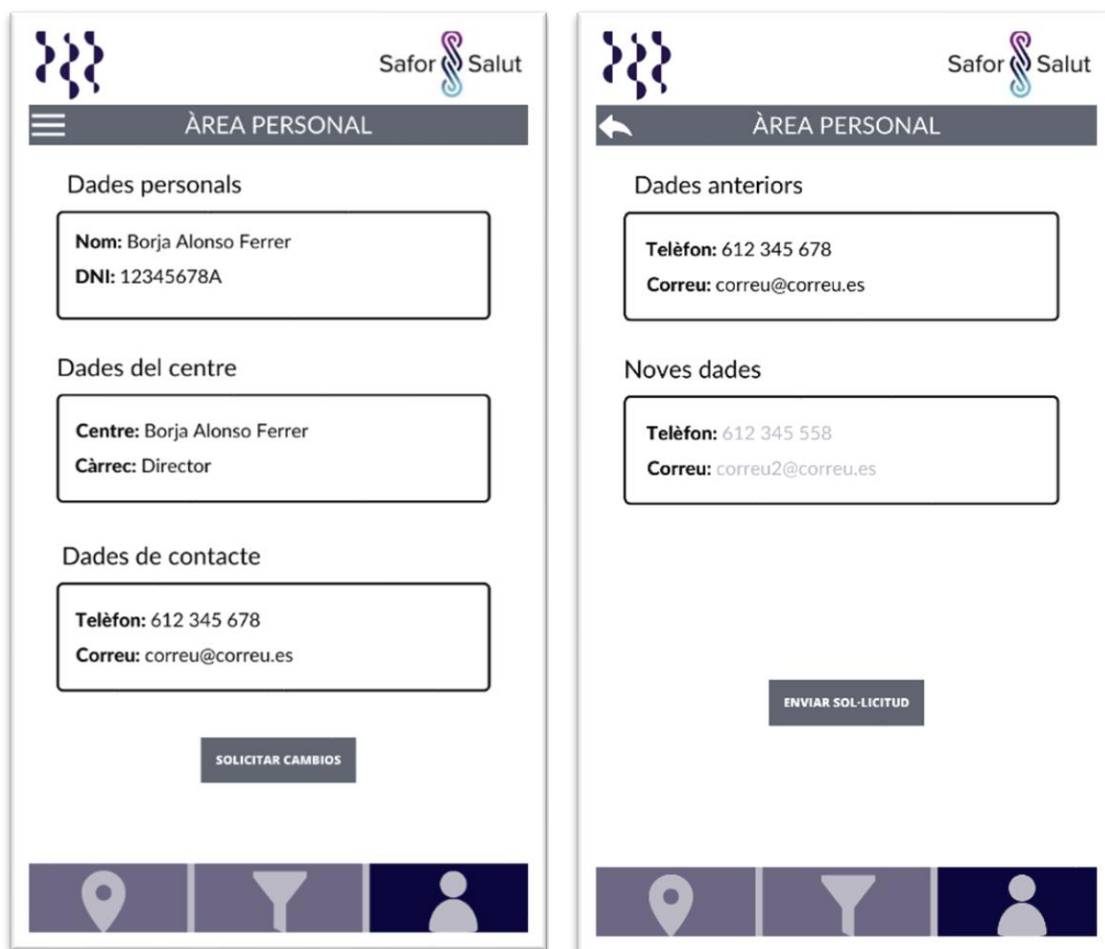 Safor Salut
ÀREA PERSONAL
Dades personals
Nom: Borja Alonso Ferrer
DNI: 12345678A
Dades del centre
Centre: Borja Alonso Ferrer
Càrrec: Director
Dades de contacte
Telèfon: 612 345 678
Correu: correu@correu.es
SOLICITAR CAMBIOS
Safor Salut
ÀREA PERSONAL
Dades anteriors
Telèfon: 612 345 678
Correu: correu@correu.es
Noves dades
Telèfon: 612 345 558
Correu: correu2@correu.es
ENVIAR SOL·LICITUD